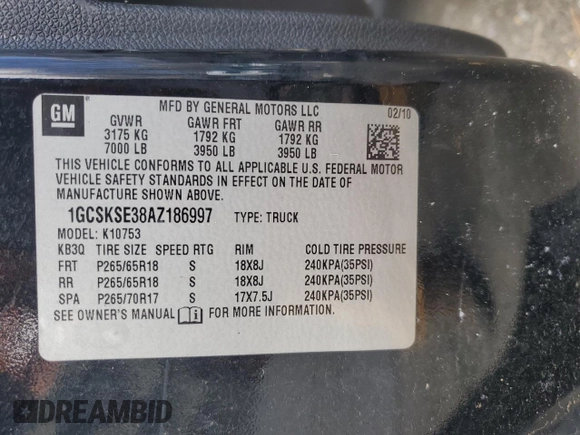 GM
MFD BY GENERAL MOTORS LLC 02/10
GVWR GAWR FRT GAWR RR
3175 KG 1792 KG 1792 KG
7000 LB 3950 LB 3950 LB
THIS VEHICLE CONFORMS TO ALL APPLICABLE U.S. FEDERAL MOTOR
VEHICLE SAFETY STANDARDS IN EFFECT ON THE DATE OF
MANUFACTURE SHOWN ABOVE.
1GCSKSE38AZ186997 TYPE: TRUCK
MODEL: K10753
KB3Q TIRE SIZE SPEED RTG RIM COLD TIRE PRESSURE
FRT P265/65R18 S 18X8J 240KPA(35PSI)
RR P265/65R18 S 18X8J 240KPA(35PSI)
SPA P265/70R17 S 17X7.5J 240KPA(35PSI)
SEE OWNER'S MANUAL FOR MORE INFORMATION.
DREAMBID